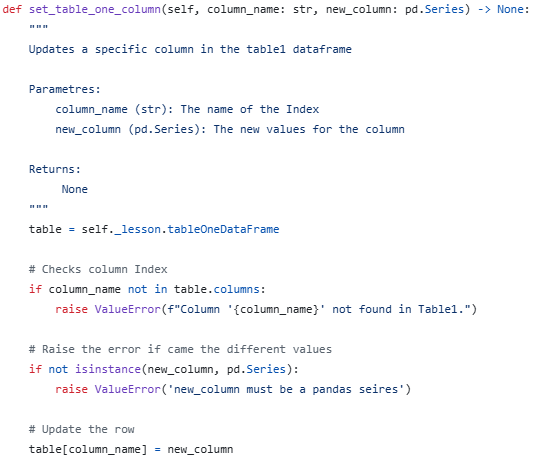 def set_table_one_column(self, column_name: str, new_column: pd.Series) -> None:
"""
Updates a specific column in the table1 dataframe
Parametres:
column_name (str): The name of the Index
new_column (pd.Series): The new values for the column
Returns:
None
"""
table = self._lesson.tableOneDataFrame
# Checks column Index
if column_name not in table.columns:
raise ValueError(f"Column '{column_name}' not found in Table1.")
# Raise the error if came the different values
if not isinstance(new_column, pd.Series):
raise ValueError('new_column must be a pandas seires')
# Update the row
table[column_name] = new_column